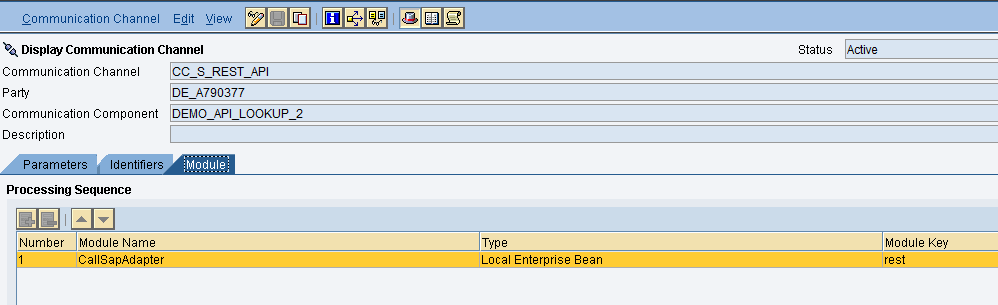 Communication Channel Edit View
Display Communication Channel Status Active
Communication Channel CC_S_REST_API
Party DE_A790377
Communication Component DEMO_API_LOOKUP_2
Description
Parameters Identifiers Module
Processing Sequence
Number Module Name Type Module Key
1 CallSapAdapter Local Enterprise Bean rest